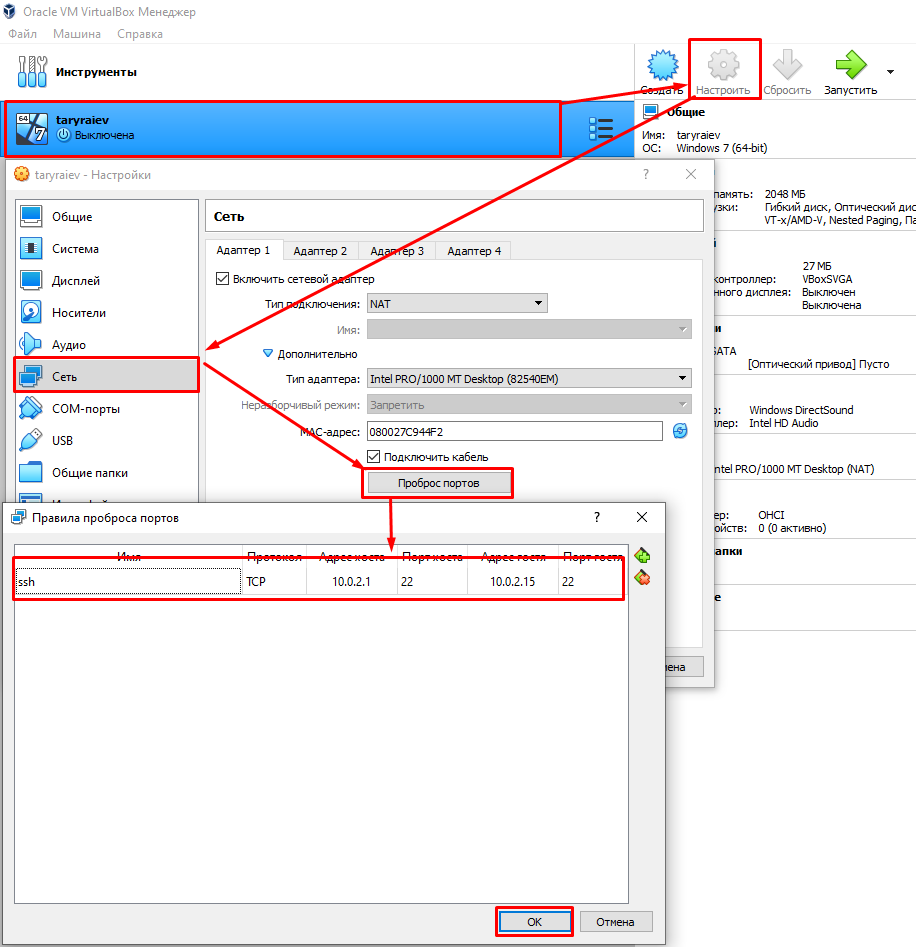 Oracle VM VirtualBox Менеджер
Файл Машина Справка
Инструменты
Создать Настроить Сбросить Запустить
64 7 taryraiev
Выключена
Общие
Имя: taryraiev
ОС: Windows 7 (64-bit)
память: 2048 МБ
узки: Гибкий диск, Оптический дис
VT-x/AMD-V, Nested Paging, Па
27 МБ
контроллер: VBoxSVGA
нного дисплея: Выключен
Выключена
SATA
[Оптический привод] Пусто
Windows DirectSound
лер: Intel HD Audio
Intel PRO/1000 MT Desktop (NAT)
ер: OHCI
ройств: 0 (0 активно)
апки
taryraiev - Настройки ?
Общие
Система
Дисплей
Носители
Аудио
Сеть
COM-порты
USB
Общие папки
Сеть
Адаптер 1 Адаптер 2 Адаптер 3 Адаптер 4
Включить сетевой адаптер
Тип подключения: NAT
Имя:
Дополнительно
Тип адаптера: Intel PRO/1000 MT Desktop (82540EM)
Неразборчивый режим: Запретить
MAC-адрес: 080027C944F2
Подключить кабель
Проброс портов
ена
Правила проброса портов ?
Имя Протокол Адрес хоста Порт хоста Адрес гостя Порт гостя
ssh TCP 10.0.2.1 22 10.0.2.15 22
OK Отмена